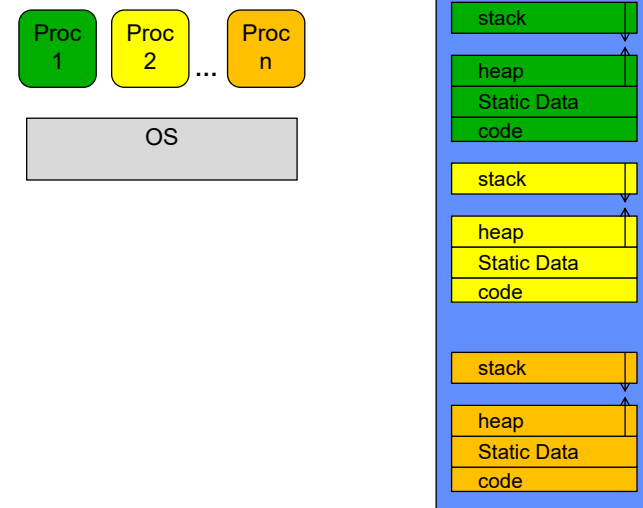 Proc
1
Proc
2
...
Proc
n
OS
stack
heap
Static Data
code
stack
heap
Static Data
code
stack
heap
Static Data
code